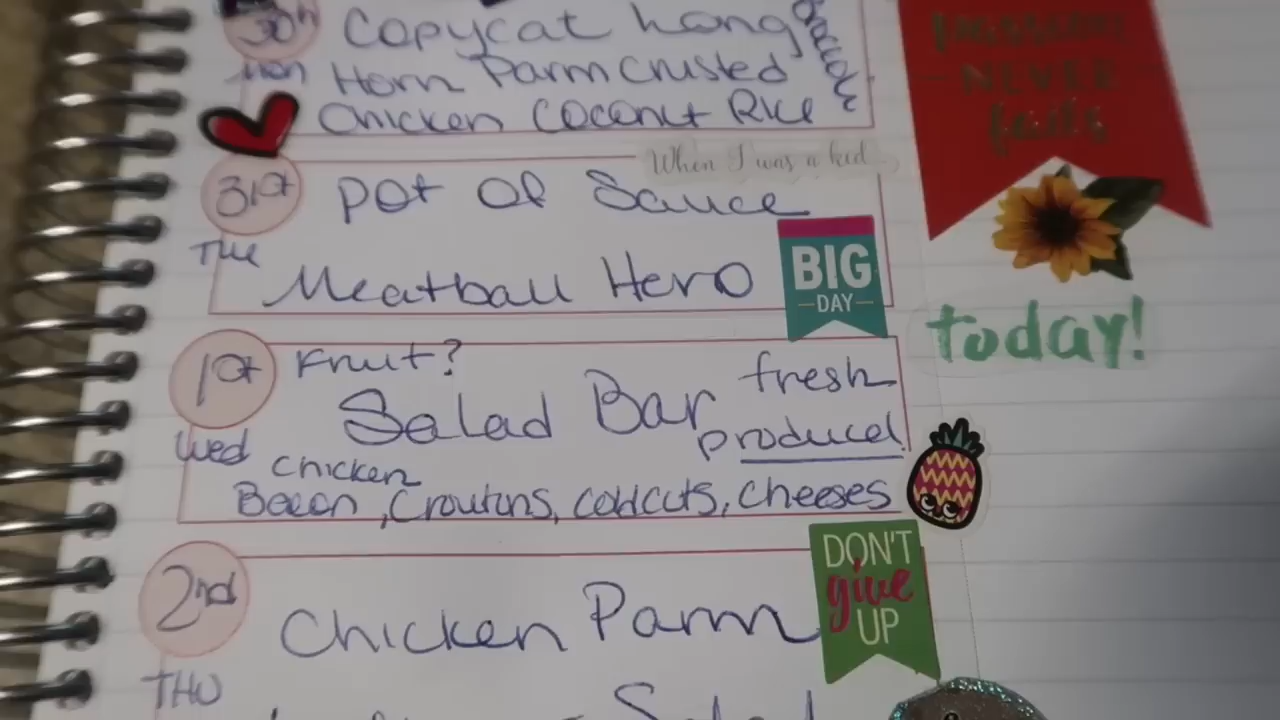 30th Copycat Long
Mon Horn Parm Crusted
Chicken Coconut Rice
Broccoli
NEVER
fails
When I was a kid
31st Pot of Sauce
Tue
Meatball Hero
BIG
DAY
today!
1st Fruit?
Salad Bar fresh
produce!
Wed Chicken
Bacon, Croutons, coldcuts, Cheeses
2nd
Chicken Parm
DON'T
give
UP
THU
Salad